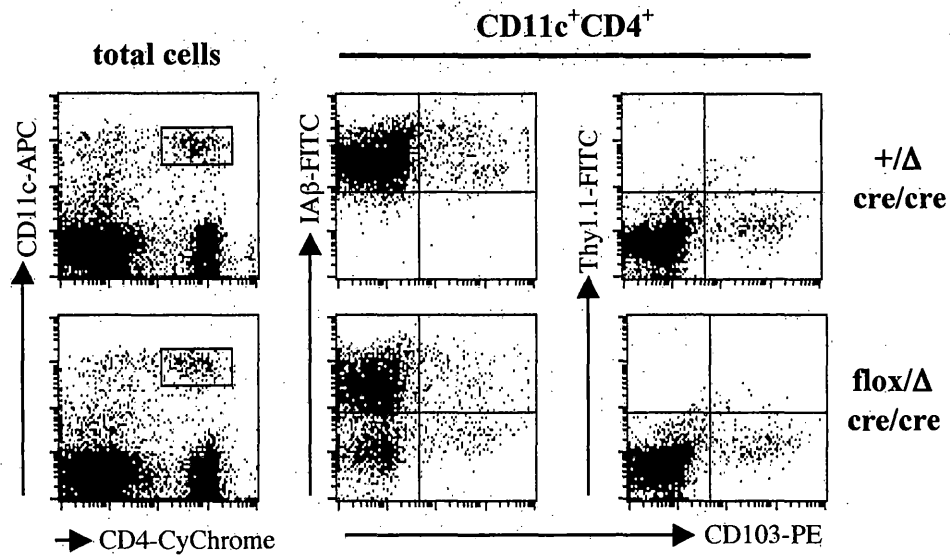 CD11c⁺CD4⁺
total cells
CD11c-APC
IAβ-FITC
Thy1.1-FITC
+/Δ
cre/cre
flox/Δ
cre/cre
CD4-CyChrome
CD103-PE